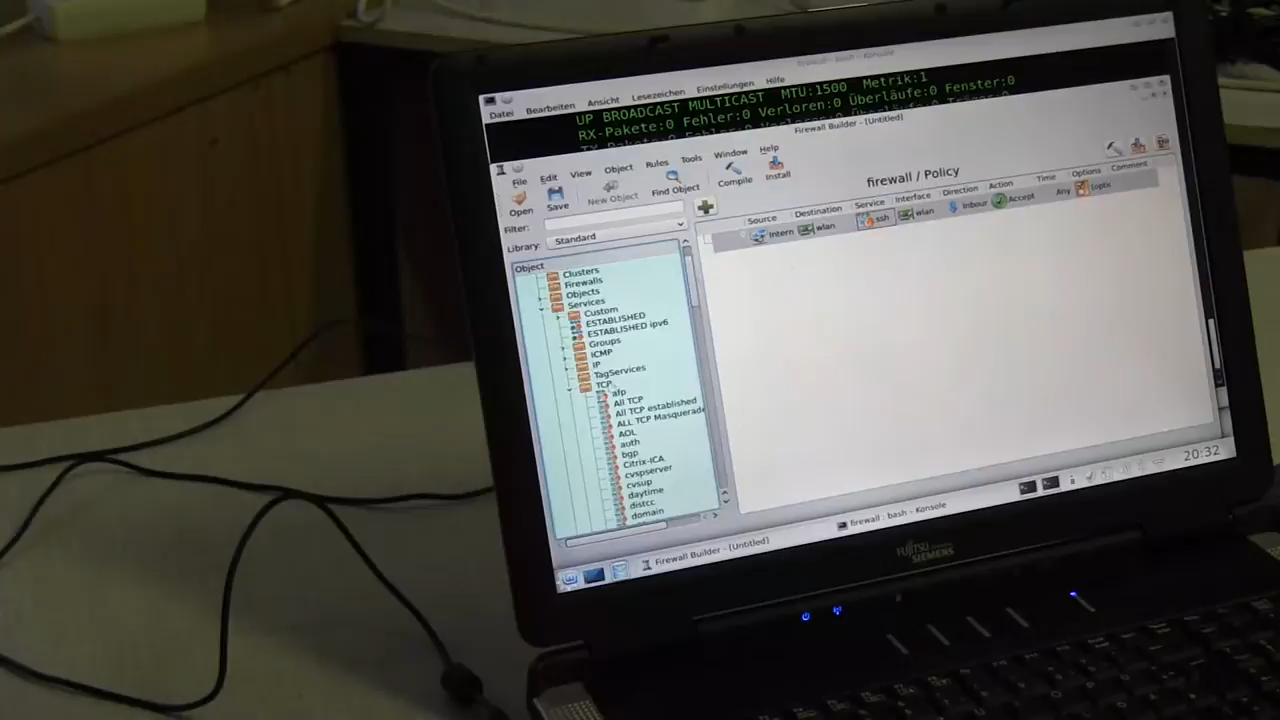 firewall : bash - Konsole
Datei Bearbeiten Ansicht Lesezeichen Einstellungen Hilfe
UP BROADCAST MULTICAST MTU:1500 Metrik:1
RX-Pakete:0 Fehler:0 Verloren:0 Überläufe:0 Fenster:0
Firewall Builder - [Untitled]
File Edit View Object Rules Tools Window Help
Open Save New Object Find Object Compile Install
firewall / Policy
Filter:
Library: Standard
Source Destination Service Interface Direction Action Time Options Comment
Intern wlan ssh wlan Inbour Accept Any
Object
Clusters
Firewalls
Objects
Services
Custom
ESTABLISHED
ESTABLISHED ipv6
Groups
ICMP
IP
TagServices
TCP
afp
All TCP
All TCP established
ALL TCP Masquerade
AOL
auth
bgp
Citrix-ICA
cvspserver
cvsup
daytime
distcc
domain
20:32
Firewall Builder - [Untitled]
firewall : bash - Konsole
FUJITSU
SIEMENS